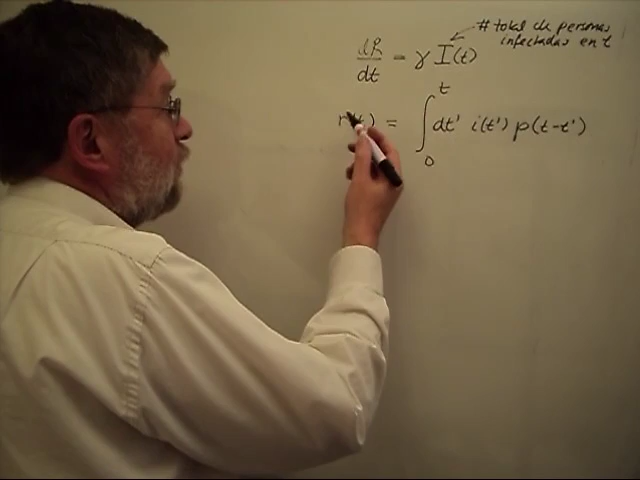 dR/dt = γ I(t) # total de personas
infectadas en t
r(t) = ∫₀ᵗ dt' i(t') p(t-t')